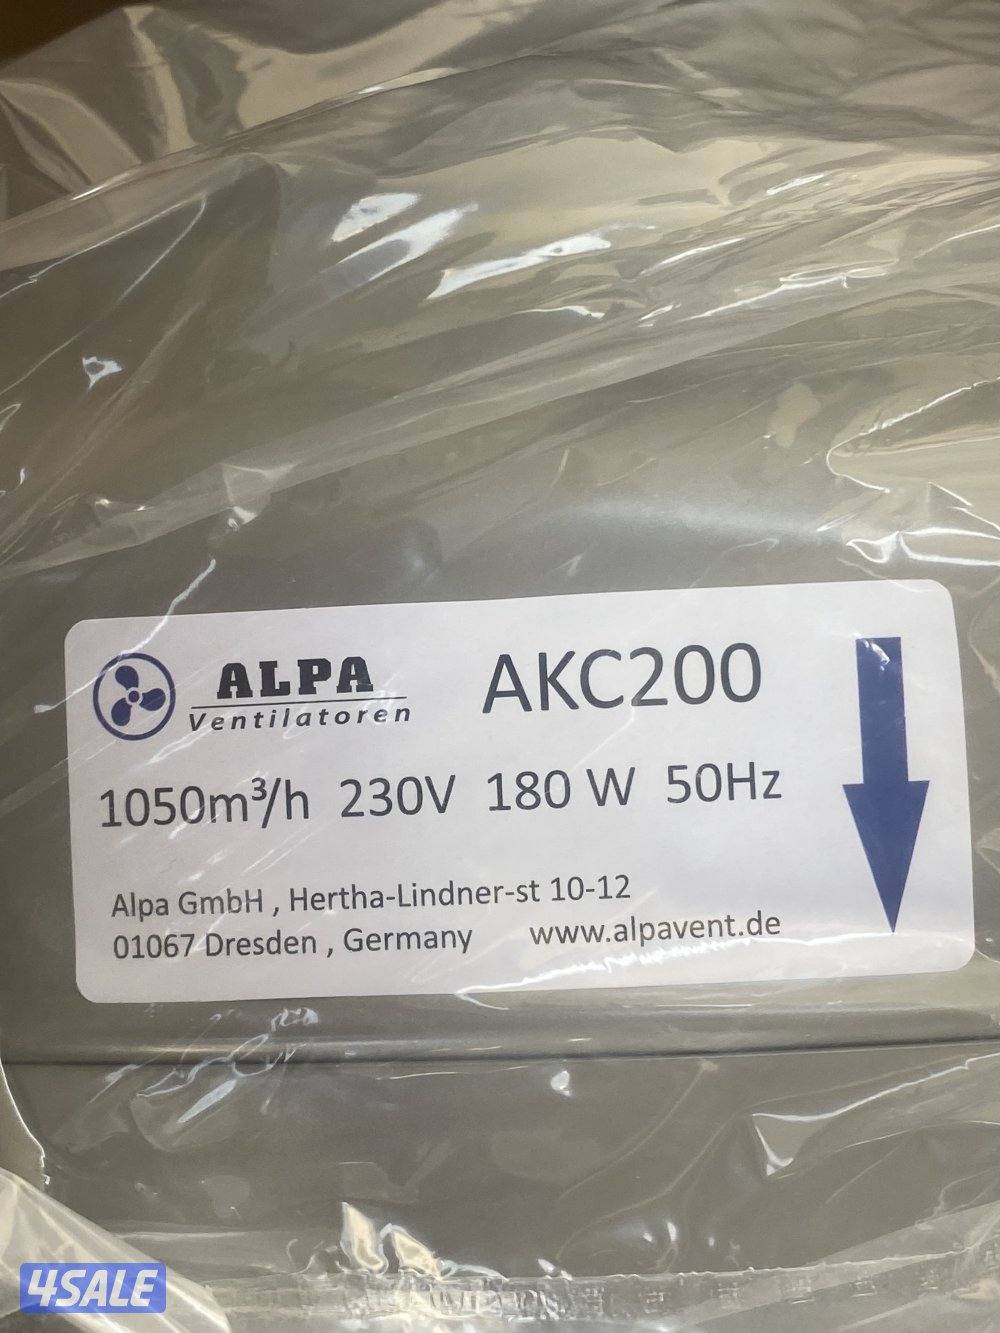 ALPA
Ventilatoren
AKC200
1050m³/h 230V 180 W 50Hz
Alpa GmbH , Hertha-Lindner-st 10-12
01067 Dresden , Germany www.alpavent.de
4SALE